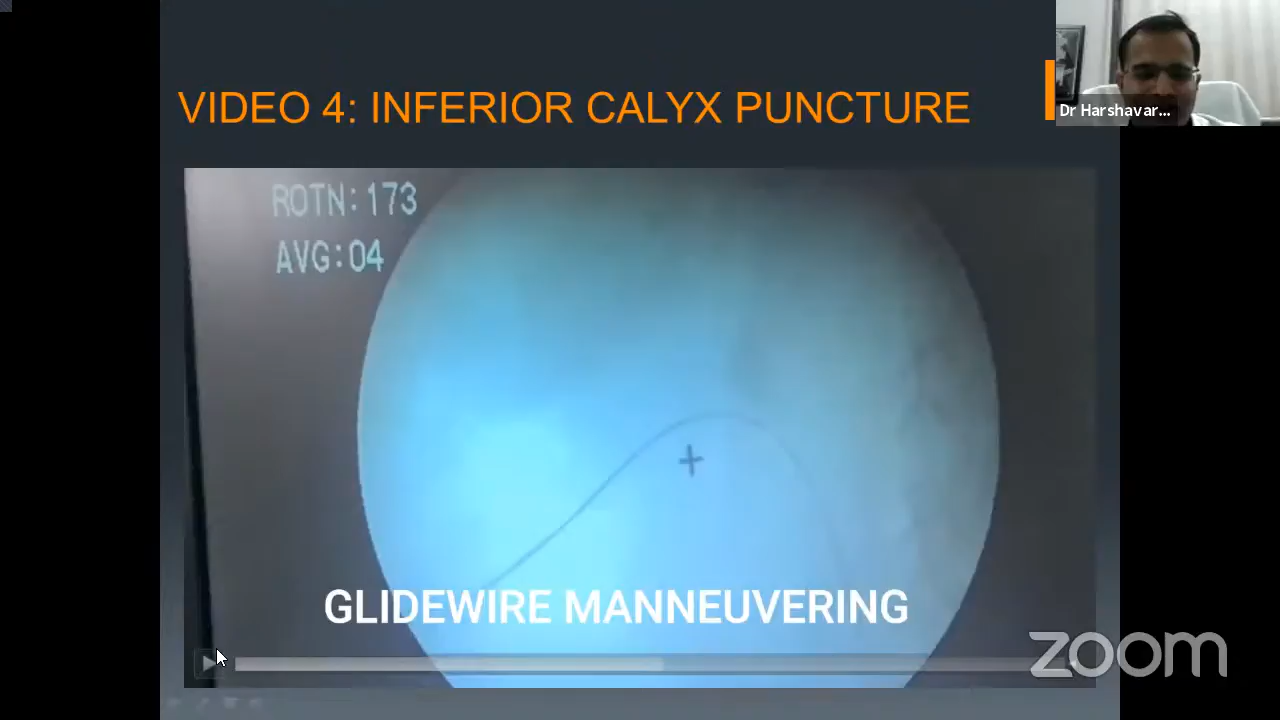 VIDEO 4: INFERIOR CALYX PUNCTURE
Dr Harshavar...
ROTN: 173
AVG:04
GLIDEWIRE MANNEUVERING
zoom